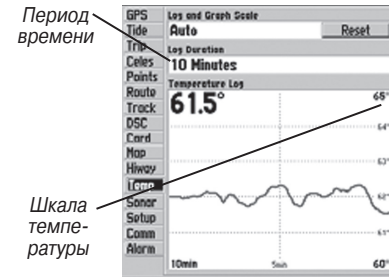 Период
времени
Шкала
темпе-
ратуры
GPS
Tide
Trip
Celes
Points
Route
Track
DSC
Card
Map
Hiway
Temp
Sonar
Setup
Comm
Alarm
Log and Graph Scale
Auto
Reset
Log Duration
10 Minutes
Temperature Log
61.5°
65°
64°
63°
62°
61°
60°
10min
5min